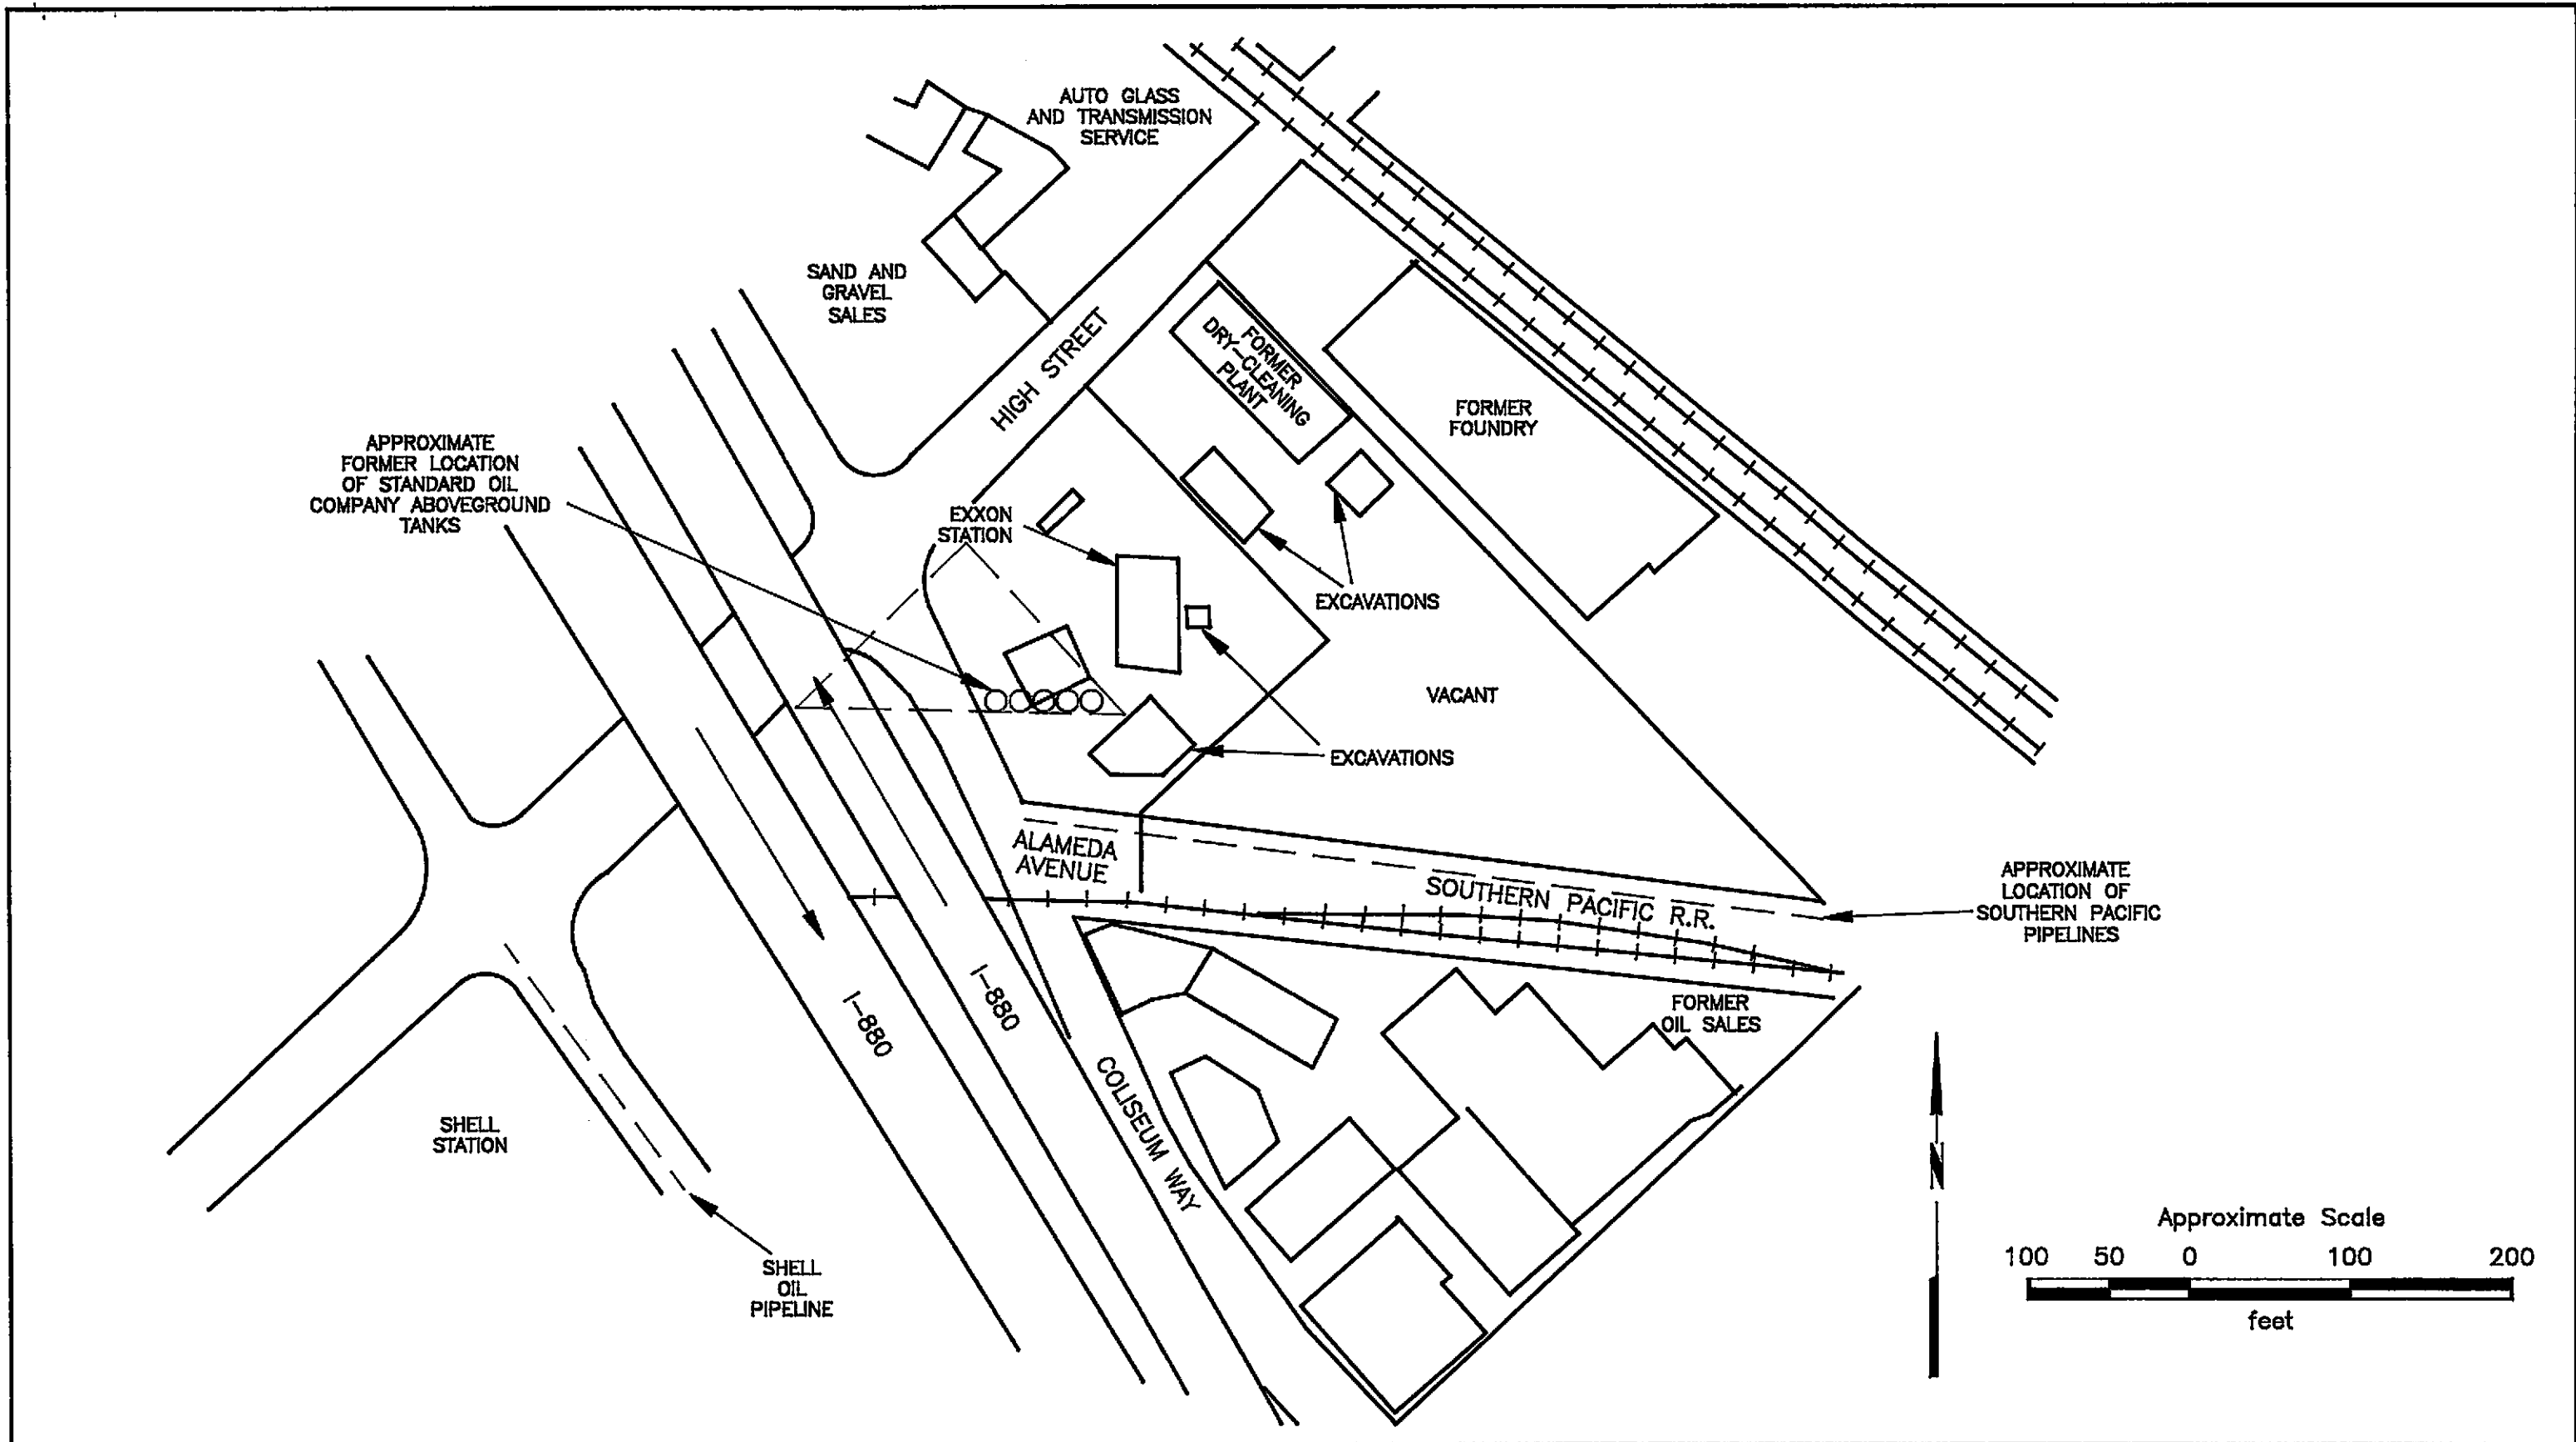 AUTO GLASS
AND TRANSMISSION
SERVICE
SAND AND
GRAVEL
SALES
HIGH STREET
FORMER
DRY-CLEANING
PLANT
FORMER
FOUNDRY
APPROXIMATE
FORMER LOCATION
OF STANDARD OIL
COMPANY ABOVEGROUND
TANKS
EXXON
STATION
EXCAVATIONS
VACANT
EXCAVATIONS
ALAMEDA
AVENUE
SOUTHERN PACIFIC R.R.
APPROXIMATE
LOCATION OF
SOUTHERN PACIFIC
PIPELINES
I-880
I-880
FORMER
OIL SALES
COLISEUM WAY
SHELL
STATION
SHELL
OIL
PIPELINE
N
Approximate Scale
100 50 0 100 200
feet